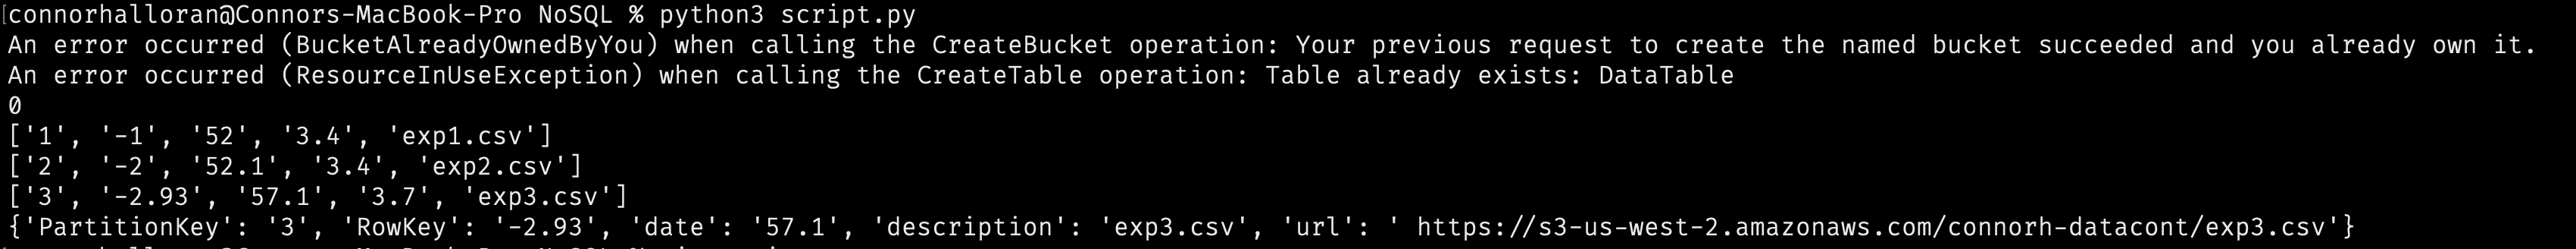 [connorhalloran@Connors-MacBook-Pro NoSQL % python3 script.py
An error occurred (BucketAlreadyOwnedByYou) when calling the CreateBucket operation: Your previous request to create the named bucket succeeded and you already own it.
An error occurred (ResourceInUseException) when calling the CreateTable operation: Table already exists: DataTable
0
['1', '-1', '52', '3.4', 'exp1.csv']
['2', '-2', '52.1', '3.4', 'exp2.csv']
['3', '-2.93', '57.1', '3.7', 'exp3.csv']
{'PartitionKey': '3', 'RowKey': '-2.93', 'date': '57.1', 'description': 'exp3.csv', 'url': ' https://s3-us-west-2.amazonaws.com/connorh-datacont/exp3.csv'}